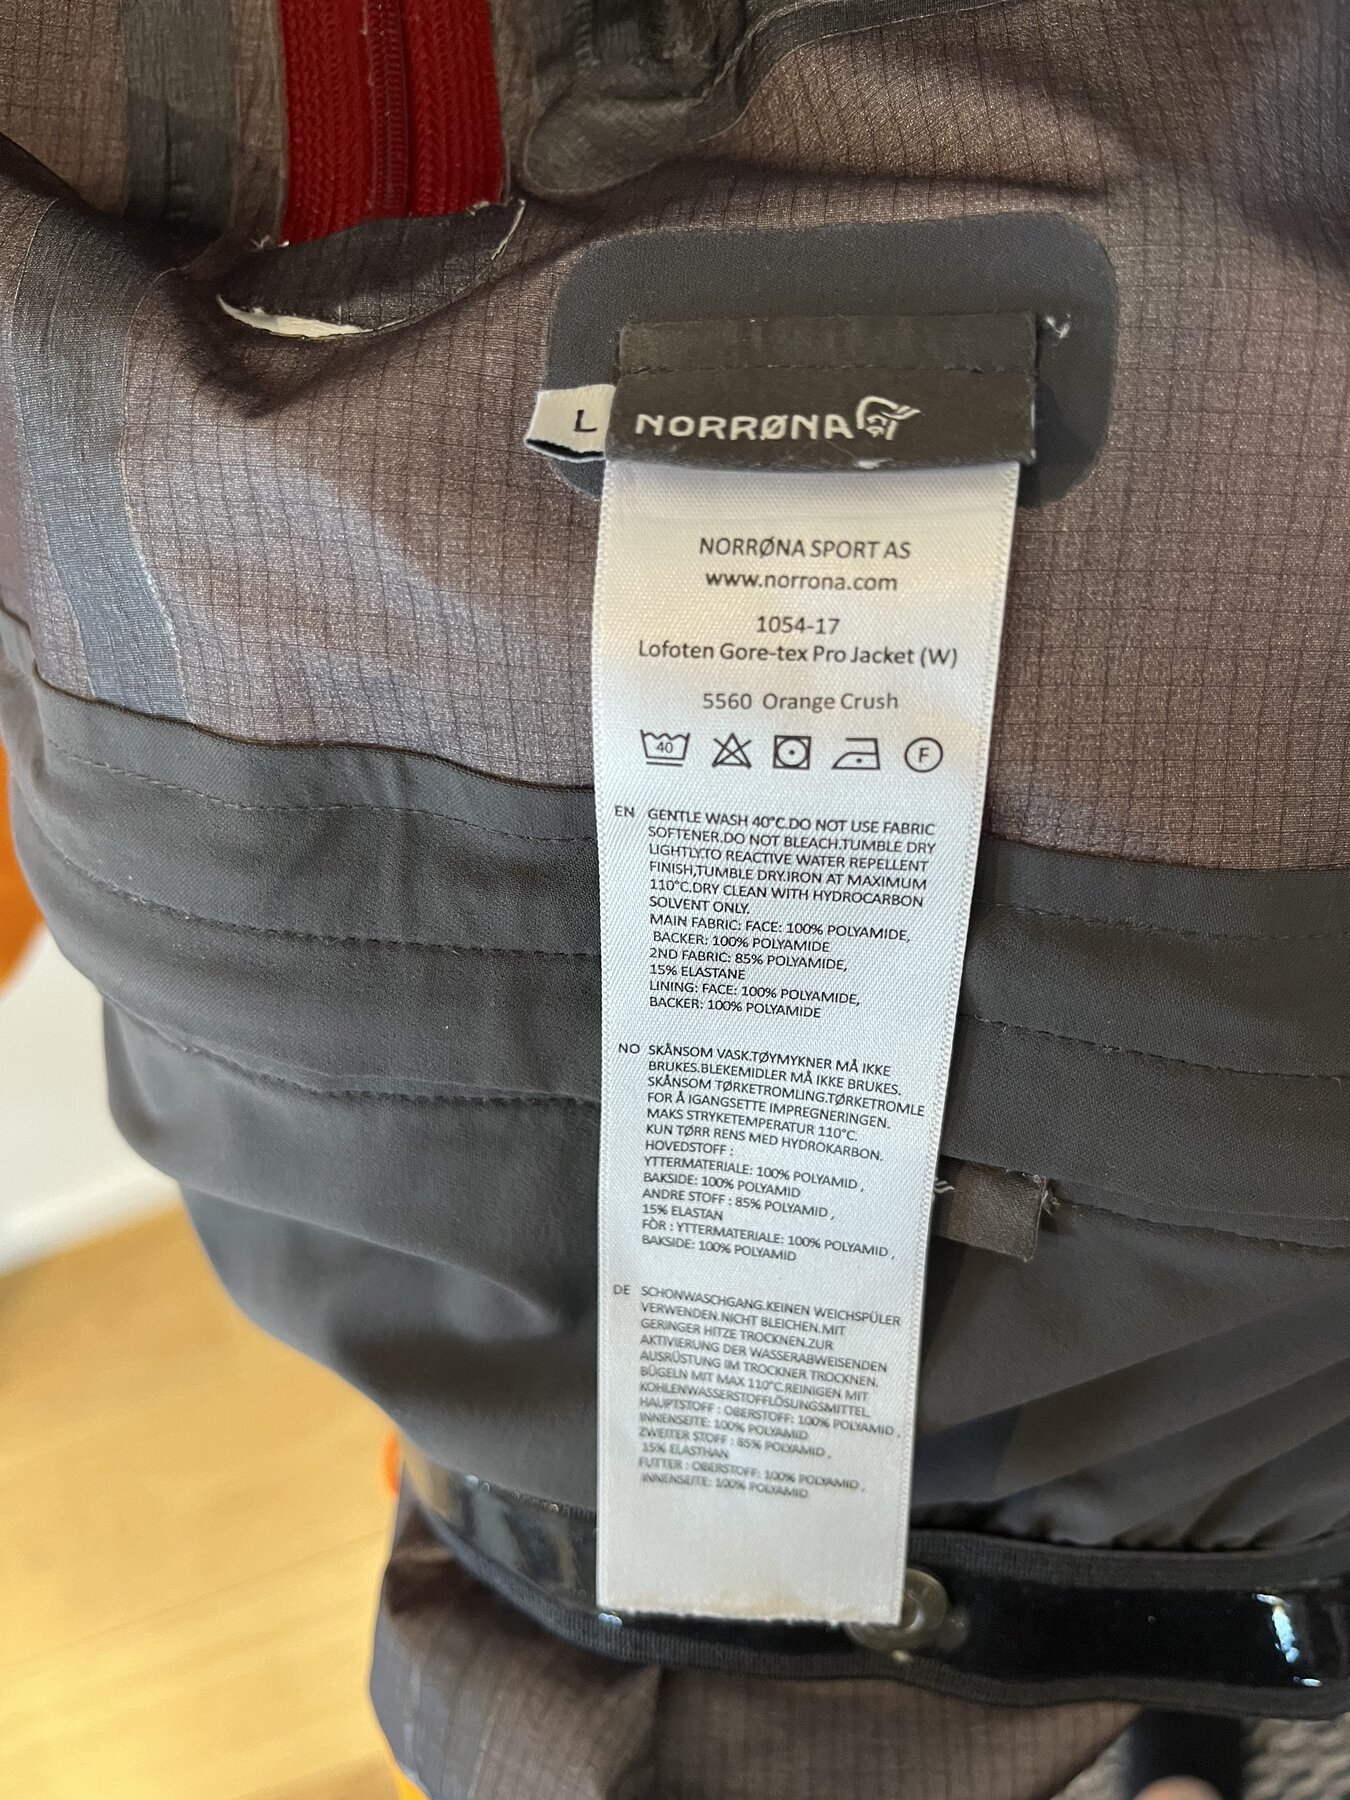 L
NORRØNA
NORRØNA SPORT AS
www.norrona.com
1054-17
Lofoten Gore-tex Pro Jacket (W)
5560 Orange Crush
40 F
EN GENTLE WASH 40°C.DO NOT USE FABRIC
SOFTENER.DO NOT BLEACH.TUMBLE DRY
LIGHTLY.TO REACTIVE WATER REPELLENT
FINISH,TUMBLE DRY.IRON AT MAXIMUM
110°C.DRY CLEAN WITH HYDROCARBON
SOLVENT ONLY.
MAIN FABRIC: FACE: 100% POLYAMIDE,
BACKER: 100% POLYAMIDE
2ND FABRIC: 85% POLYAMIDE,
15% ELASTANE
LINING: FACE: 100% POLYAMIDE,
BACKER: 100% POLYAMIDE
NO SKÅNSOM VASK.TØYMYKNER MÅ IKKE
BRUKES.BLEKEMIDLER MÅ IKKE BRUKES.
SKÅNSOM TØRKETROMLING.TØRKETROMLE
FOR Å IGANGSETTE IMPREGNERINGEN.
MAKS STRYKETEMPERATUR 110°C.
KUN TØRR RENS MED HYDROKARBON.
HOVEDSTOFF :
YTTERMATERIALE: 100% POLYAMID ,
BAKSIDE: 100% POLYAMID
ANDRE STOFF : 85% POLYAMID ,
15% ELASTAN
FÒR : YTTERMATERIALE: 100% POLYAMID ,
BAKSIDE: 100% POLYAMID
DE SCHONWASCHGANG.KEINEN WEICHSPÜLER
VERWENDEN.NICHT BLEICHEN.MIT
GERINGER HITZE TROCKNEN.ZUR
AKTIVIERUNG DER WASSERABWEISENDEN
AUSRÜSTUNG IM TROCKNER TROCKNEN.
BÜGELN MIT MAX 110°C.REINIGEN MIT
KOHLENWASSERSTOFFLÖSUNGSMITTEL.
HAUPTSTOFF : OBERSTOFF: 100% POLYAMID ,
INNENSEITE: 100% POLYAMID
ZWEITER STOFF : 85% POLYAMID ,
15% ELASTHAN
FUTTER : OBERSTOFF: 100% POLYAMID ,
INNENSEITE: 100% POLYAMID